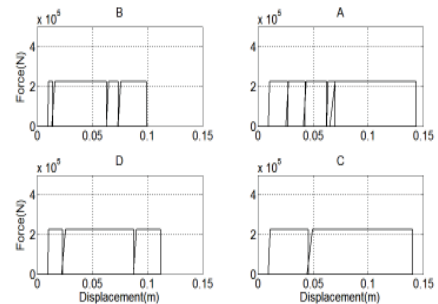 x 10⁵ B x 10⁵ A
4 4
Force(N) 2 2
0 0
0 0.05 0.1 0.15 0 0.05 0.1 0.15
x 10⁵ D x 10⁵ C
4 4
Force(N) 2 2
0 0
0 0.05 0.1 0.15 0 0.05 0.1 0.15
Displacement(m) Displacement(m)